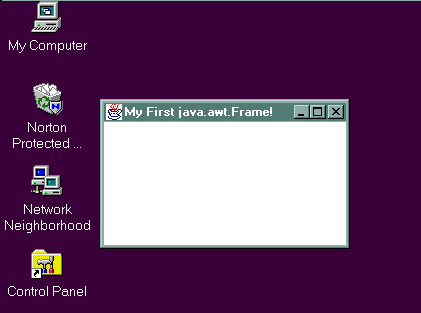 My Computer
Norton
Protected ...
Network
Neighborhood
Control Panel
My First java.awt.Frame!